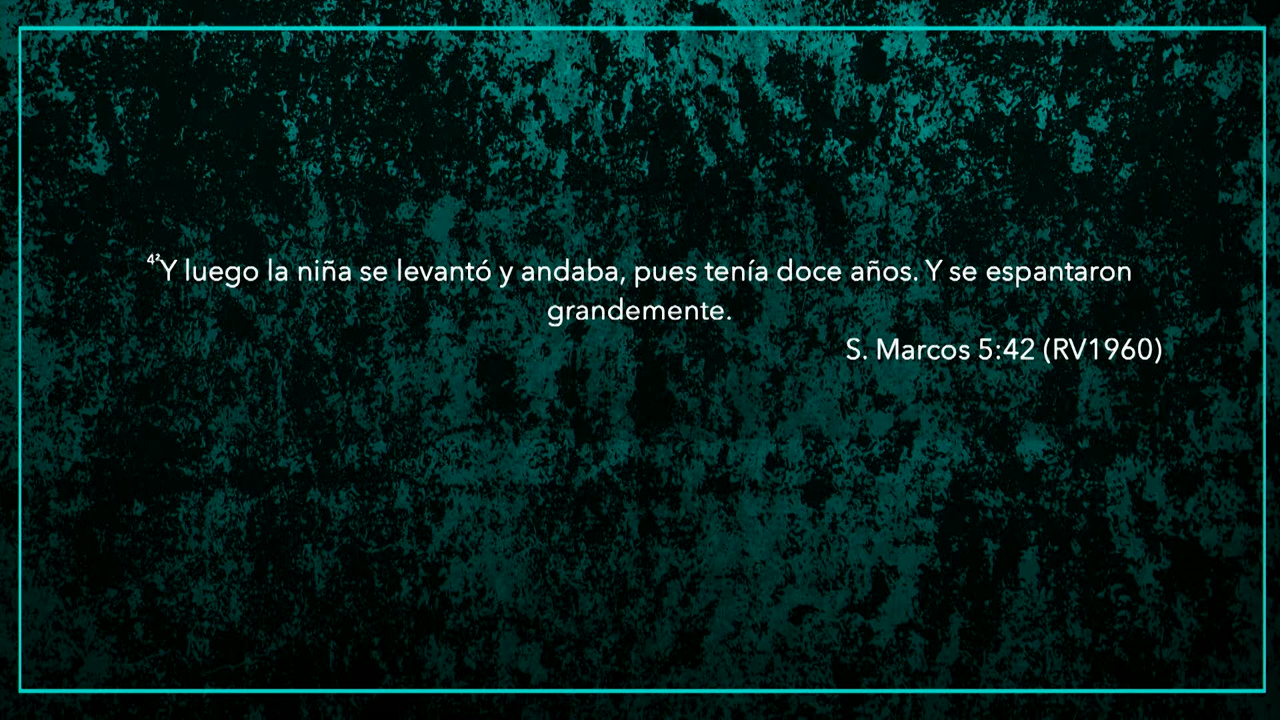 ⁴²Y luego la niña se levantó y andaba, pues tenía doce años. Y se espantaron
grandemente.
S. Marcos 5:42 (RV1960)